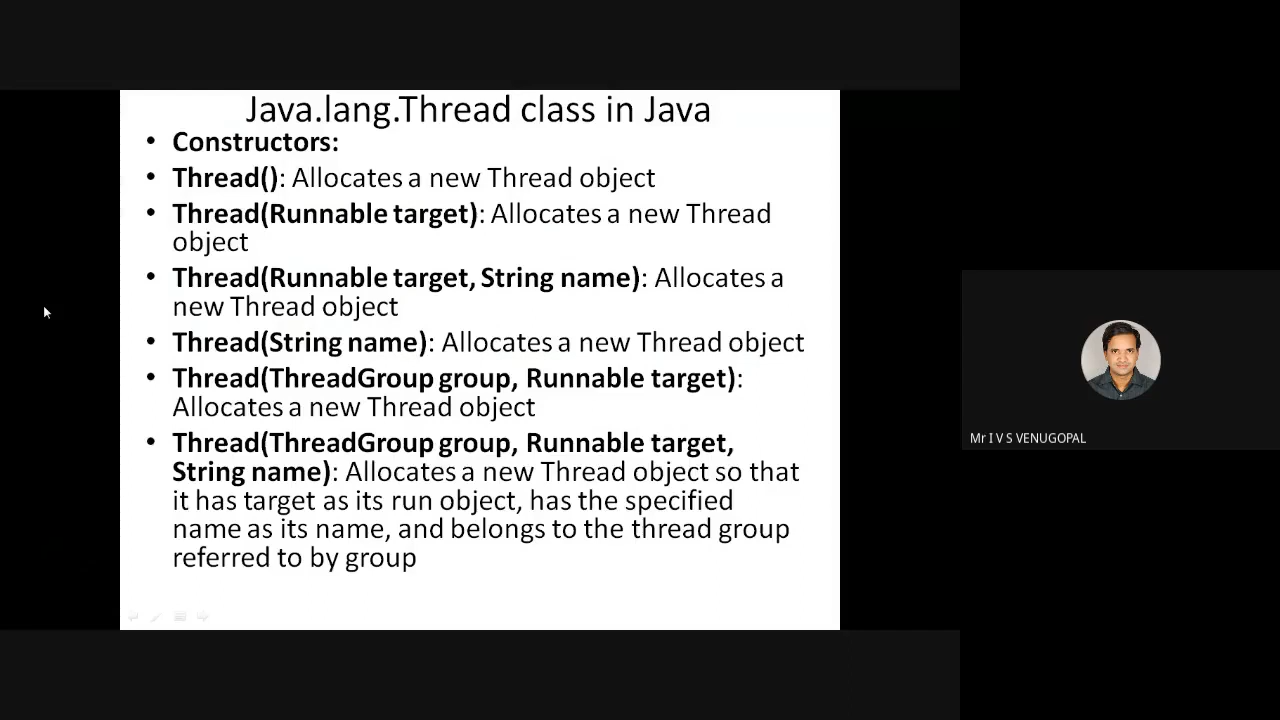 Java.lang.Thread class in Java
• Constructors:
• Thread(): Allocates a new Thread object
• Thread(Runnable target): Allocates a new Thread
object
• Thread(Runnable target, String name): Allocates a
new Thread object
• Thread(String name): Allocates a new Thread object
• Thread(ThreadGroup group, Runnable target):
Allocates a new Thread object
• Thread(ThreadGroup group, Runnable target,
String name): Allocates a new Thread object so that
it has target as its run object, has the specified
name as its name, and belongs to the thread group
referred to by group
Mr I V S VENUGOPAL